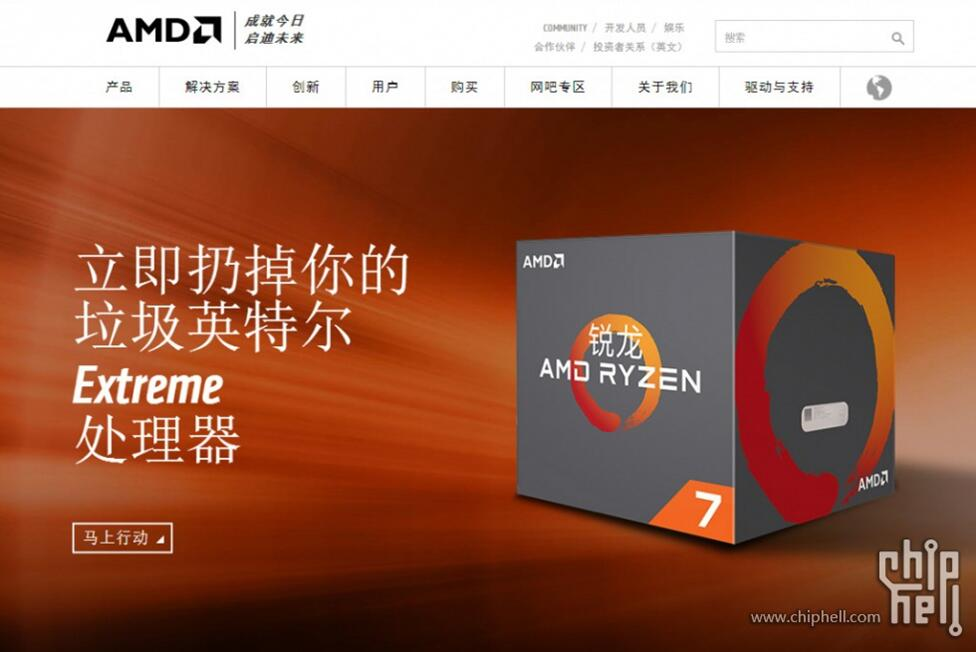 AMD
成就今日
启迪未来
COMMUNITY / 开发人员 / 娱乐
合作伙伴 / 投资者关系（英文）
搜索
产品
解决方案
创新
用户
购买
网吧专区
关于我们
驱动与支持
立即扔掉你的
垃圾英特尔
Extreme
处理器
马上行动
AMD
锐龙
AMD RYZEN
7
AMD
chip
hell
www.chiphell.com